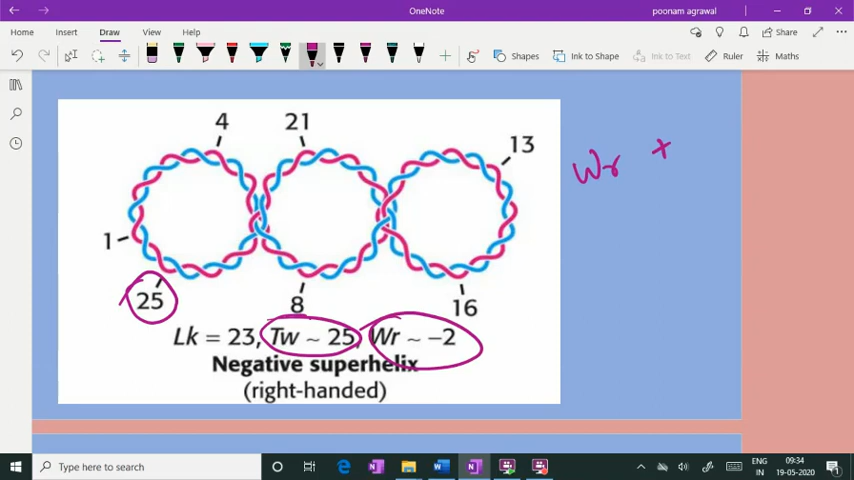 OneNote
poonam agrawal
Home Insert Draw View Help
Shapes Ink to Shape Ink to Text Ruler Maths Share
4 21 13
Wr +
1
25 8 16
Lk = 23, Tw ~ 25, Wr ~ −2
Negative superhelix
(right-handed)
Type here to search
ENG
IN
09:34
19-05-2020
1